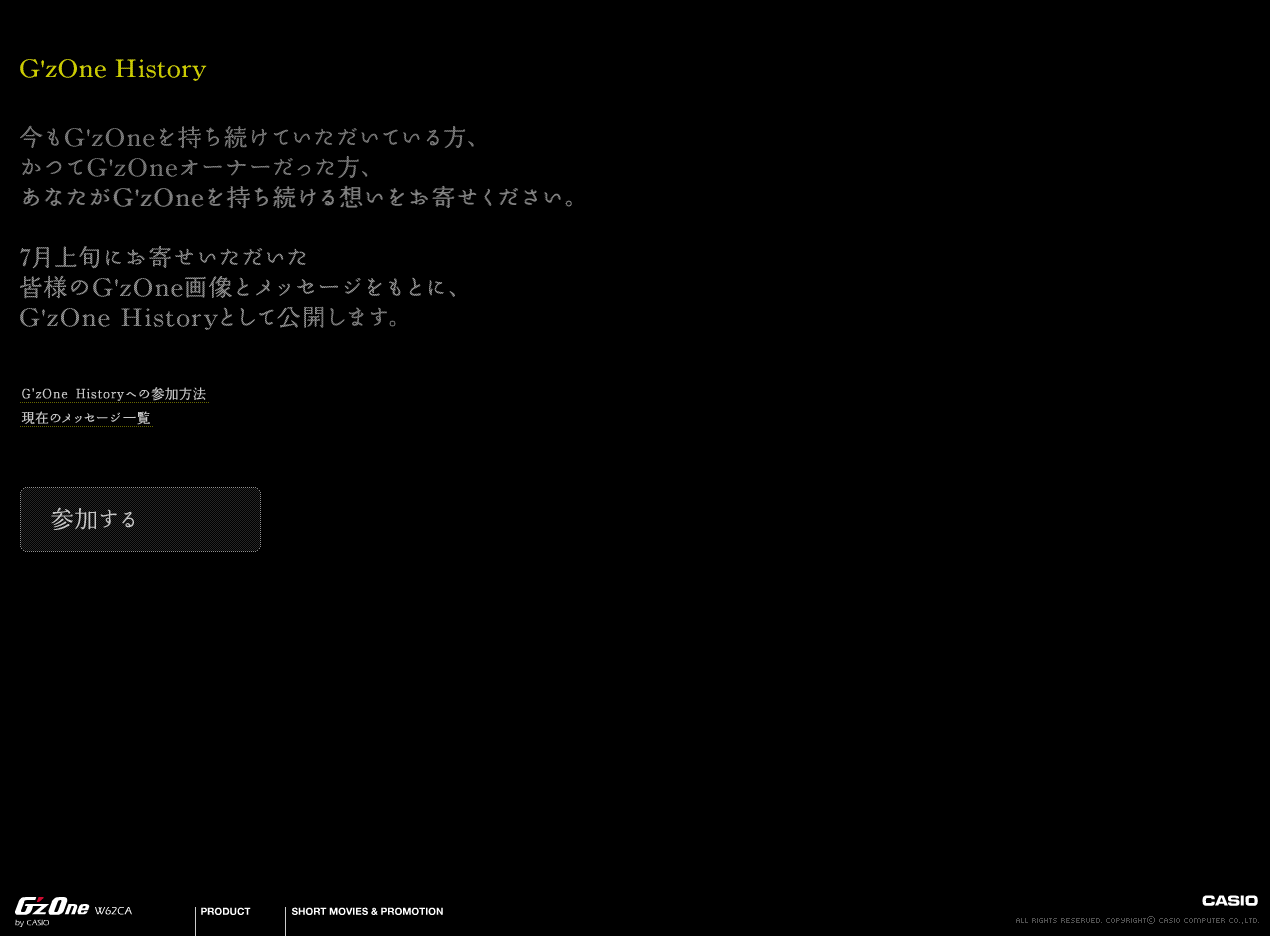 G'zOne History
今もG'zOneを持ち続けていただいている方、
かつてG'zOneオーナーだった方、
あなたがG'zOneを持ち続ける想いをお寄せください。
7月上旬にお寄せいただいた
皆様のG'zOne画像とメッセージをもとに、
G'zOne Historyとして公開します。
G'zOne Historyへの参加方法
現在のメッセージ一覧
参加する
G'zOne W62CA
by CASIO
PRODUCT
SHORT MOVIES & PROMOTION
CASIO
ALL RIGHTS RESERVED. COPYRIGHTⒸ CASIO COMPUTER CO.,LTD.